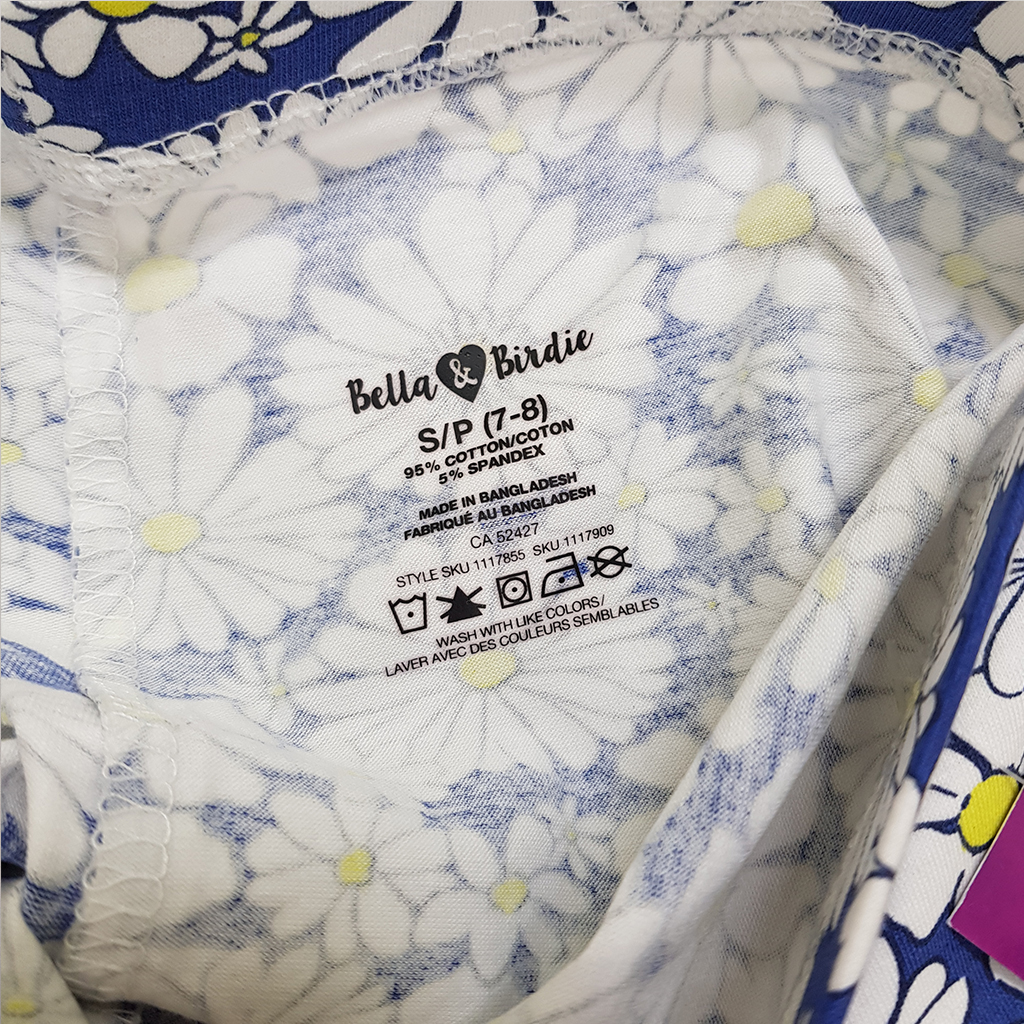 Bella & Birdie
S/P (7-8)
95% COTTON/COTON
5% SPANDEX
MADE IN BANGLADESH
FABRIQUÉ AU BANGLADESH
CA 52427
STYLE SKU 1117855 SKU 1117909
WASH WITH LIKE COLORS/
LAVER AVEC DES COULEURS SEMBLABLES